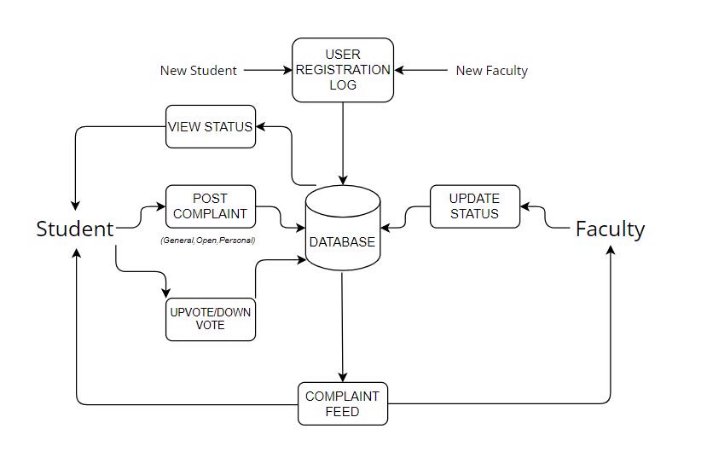 USER
REGISTRATION
LOG
New Student
New Faculty
VIEW STATUS
POST
COMPLAINT
(General,Open,Personal)
UPDATE
STATUS
Student
DATABASE
Faculty
UPVOTE/DOWN
VOTE
COMPLAINT
FEED